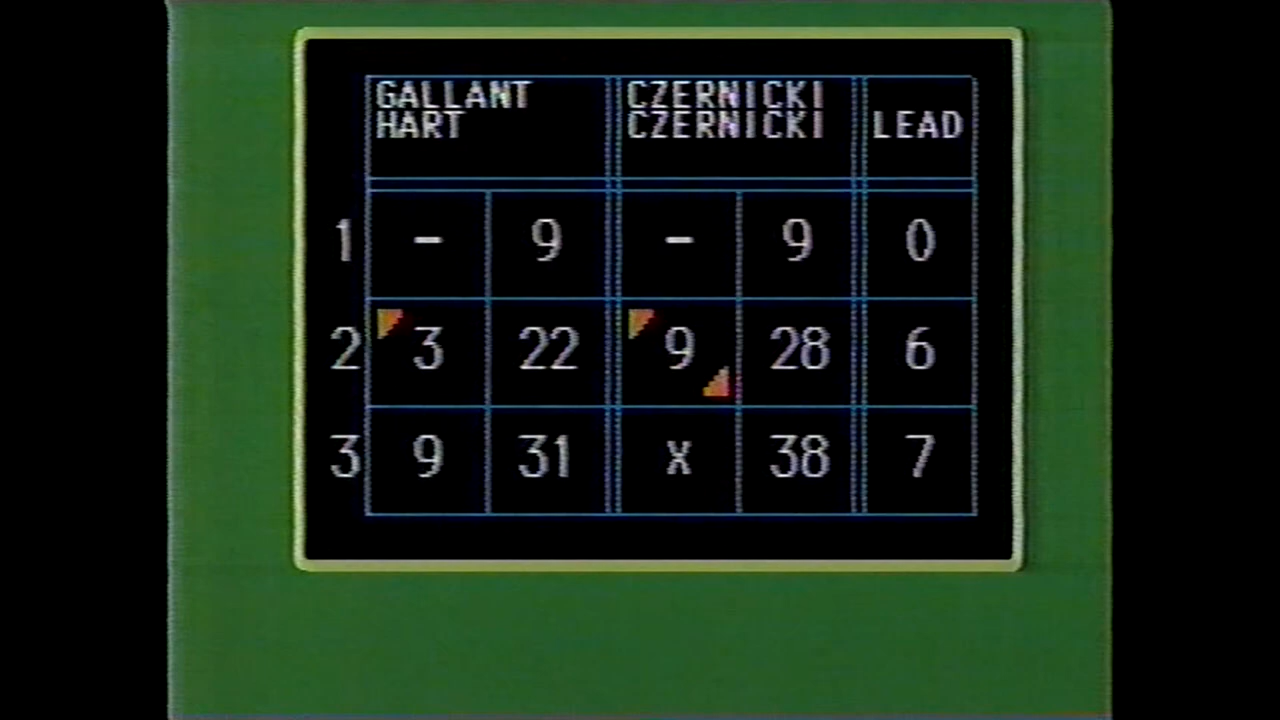 GALLANT CZERNICKI
HART CZERNICKI LEAD
1 - 9 - 9 0
2 3 22 9 28 6
3 9 31 x 38 7